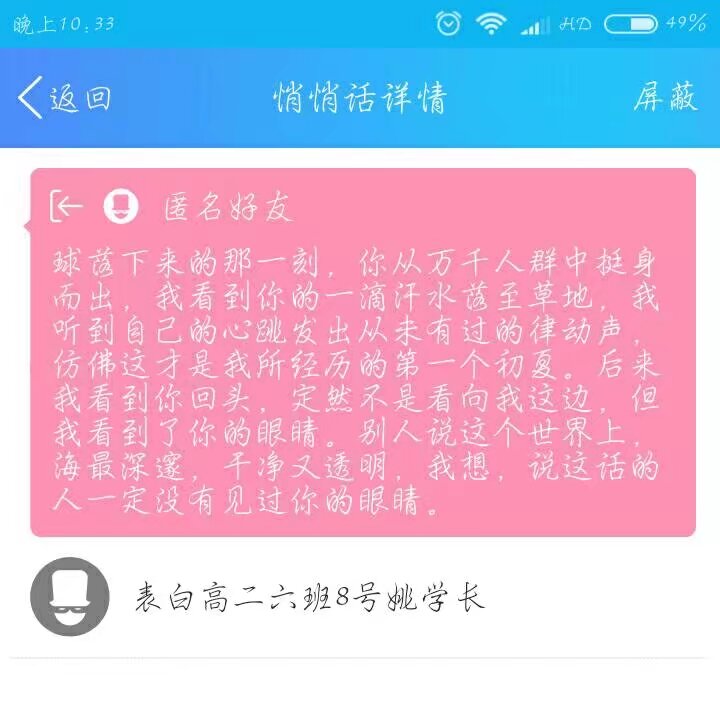 晚上10:33 HD 49%
返回 悄悄话详情 屏蔽
匿名好友
球落下来的那一刻，你从万千人群中挺身
而出，我看到你的一滴汗水落至草地，我
听到自己的心跳发出从未有过的律动声，
仿佛这才是我所经历的第一个初夏。后来
我看到你回头，定然不是看向我这边，但
我看到了你的眼睛。别人说这个世界上，
海最深邃，干净又透明，我想，说这话的
人一定没有见过你的眼睛。
表白高二六班8号姚学长